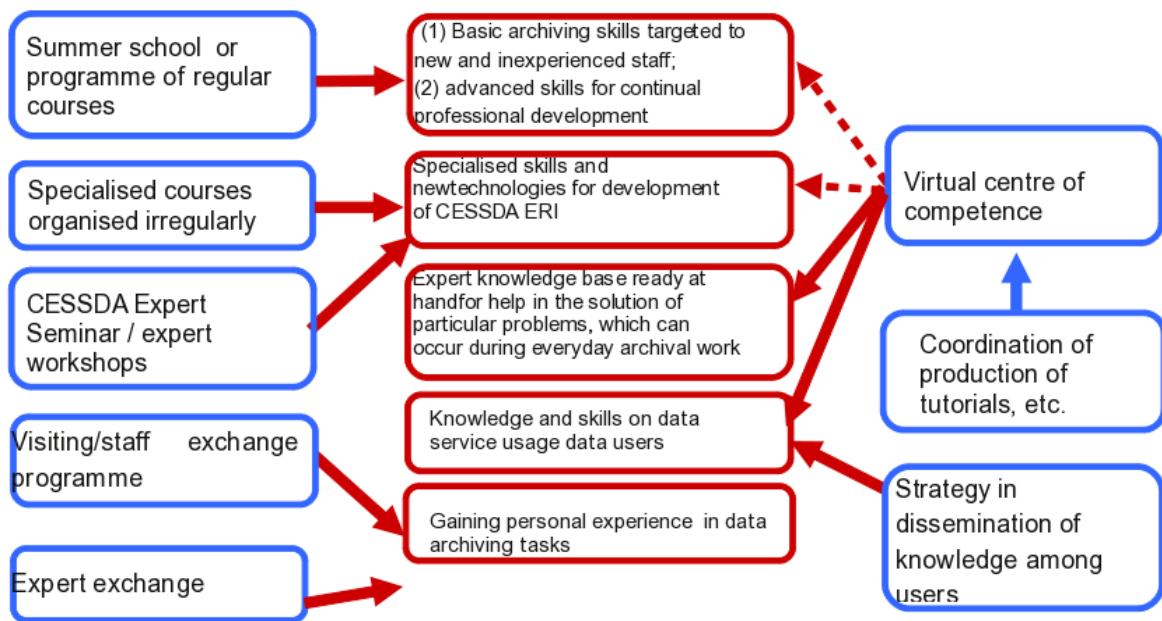 Summer school or
programme of regular
courses
Specialised courses
organised irregularly
CESSDA Expert
Seminar / expert
workshops
Visiting/staff exchange
programme
Expert exchange
(1) Basic archiving skills targeted to
new and inexperienced staff;
(2) advanced skills for continual
professional development
Specialised skills and
newtechnologies for development
of CESSDA ERI
Expert knowledge base ready at
handfor help in the solution of
particular problems, which can
occur during everyday archival work
Knowledge and skills on data
service usage data users
Gaining personal experience in data
archiving tasks
Virtual centre of
competence
Coordination of
production of
tutorials, etc.
Strategy in
dissemination of
knowledge among
users